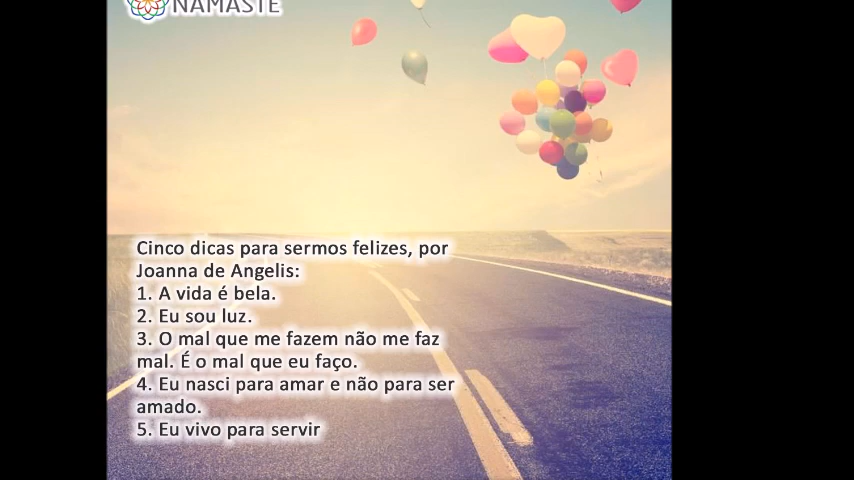 NAMASTÊ
Cinco dicas para sermos felizes, por
Joanna de Angelis:
1. A vida é bela.
2. Eu sou luz.
3. O mal que me fazem não me faz
mal. É o mal que eu faço.
4. Eu nasci para amar e não para ser
amado.
5. Eu vivo para servir